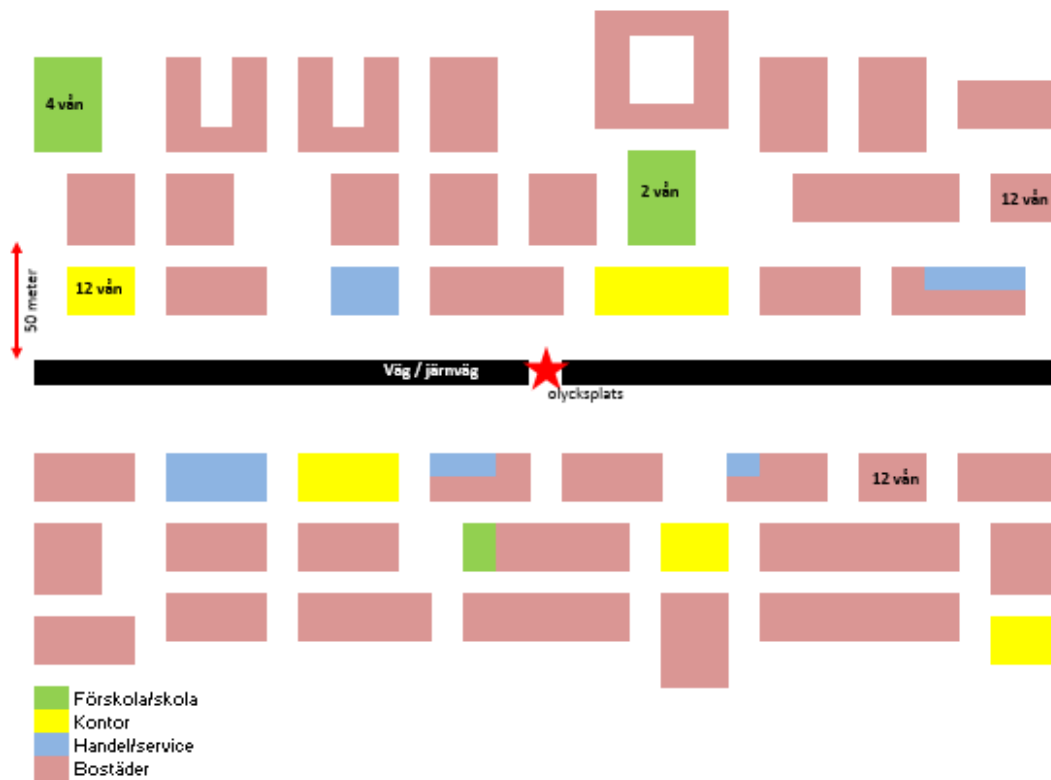 4 vån
2 vån
12 vån
12 vån
50 meter
Väg / järnväg
olycksplats
12 vån
Förskola/skola
Kontor
Handel/service
Bostäder